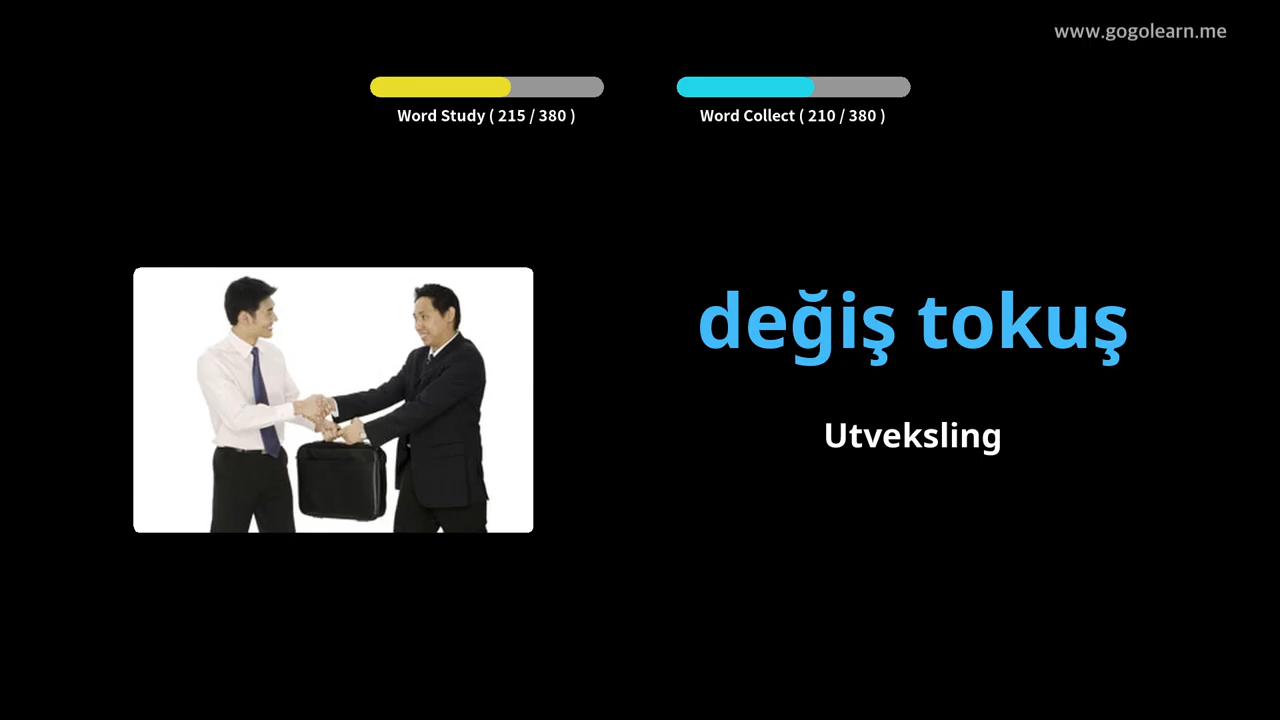 www.gogolearn.me
Word Study ( 215 / 380 )
Word Collect ( 210 / 380 )
değiş tokuş
Utveksling